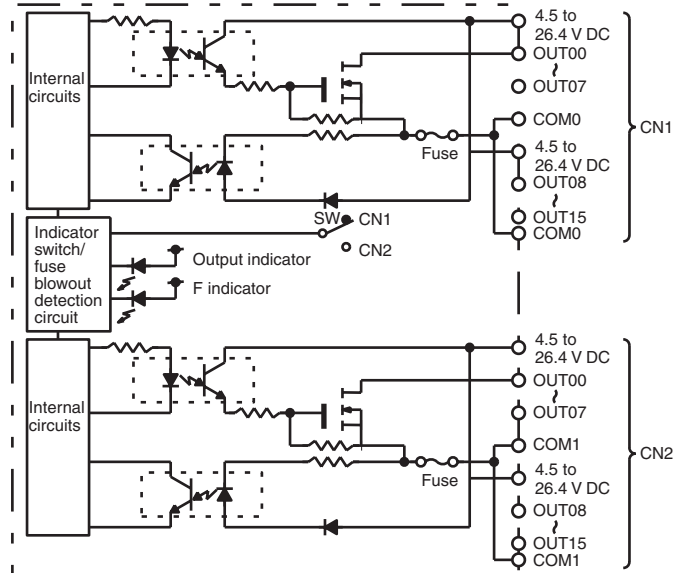 4.5 to
26.4 V DC
OUT00
~
OUT07
COM0
4.5 to
26.4 V DC
OUT08
~
OUT15
COM0
CN1
Internal
circuits
Fuse
SW
CN1
CN2
Indicator
switch/
fuse
blowout
detection
circuit
Output indicator
F indicator
4.5 to
26.4 V DC
OUT00
~
OUT07
COM1
4.5 to
26.4 V DC
OUT08
~
OUT15
COM1
CN2
Internal
circuits
Fuse